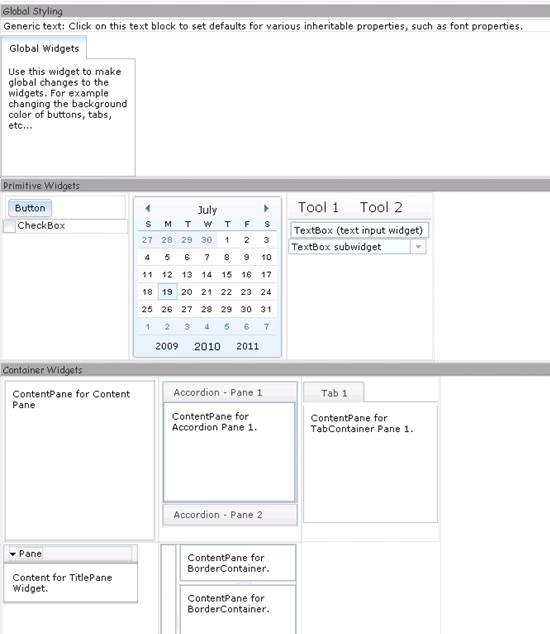 Global Styling
Generic text: Click on this text block to set defaults for various inheritable properties, such as font properties.
Global Widgets
Use this widget to make
global changes to the
widgets. For example
changing the background
color of buttons, tabs,
etc...
Primitive Widgets
Button
CheckBox
July
S M T W T F S
27 28 29 30 1 2 3
4 5 6 7 8 9 10
11 12 13 14 15 16 17
18 19 20 21 22 23 24
25 26 27 28 29 30 31
1 2 3 4 5 6 7
2009 2010 2011
Tool 1 Tool 2
TextBox (text input widget)
TextBox subwidget
Container Widgets
ContentPane for Content
Pane
Accordion - Pane 1
ContentPane for
Accordion Pane 1.
Accordion - Pane 2
Tab 1
ContentPane for
TabContainer Pane 1.
Pane
Content for TitlePane
Widget.
ContentPane for
BorderContainer.
ContentPane for
BorderContainer.